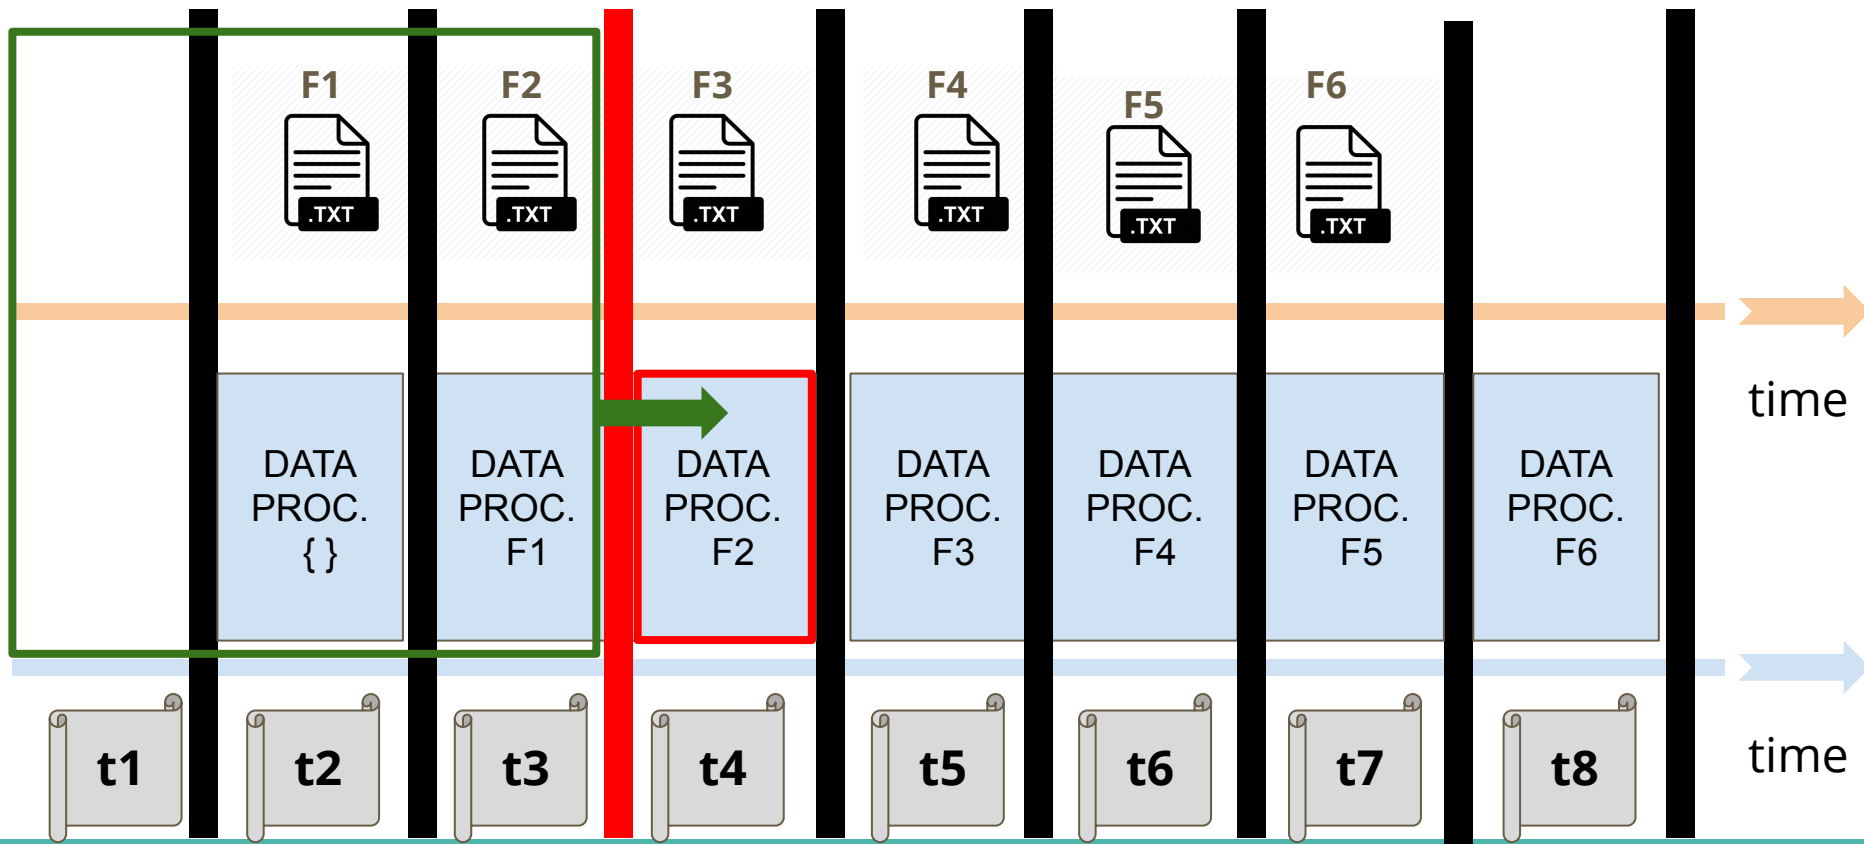 F1
F2
F3
F4
F5
F6
.TXT
.TXT
.TXT
.TXT
.TXT
.TXT
time
DATA
PROC.
{ }
DATA
PROC.
F1
DATA
PROC.
F2
DATA
PROC.
F3
DATA
PROC.
F4
DATA
PROC.
F5
DATA
PROC.
F6
t1
t2
t3
t4
t5
t6
t7
t8
time